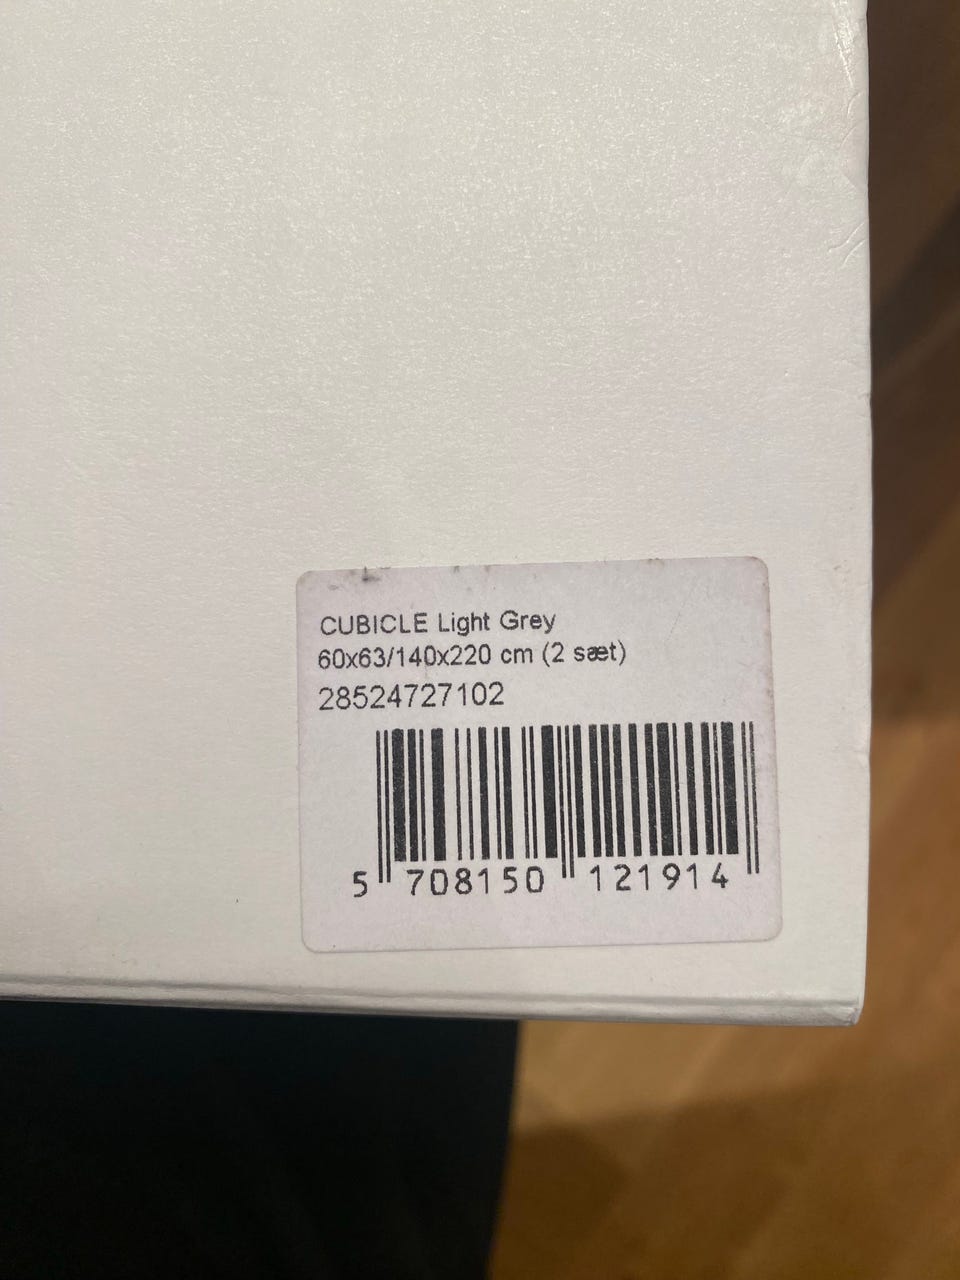 CUBICLE Light Grey
60x63/140x220 cm (2 sæt)
28524727102
5 708150 121914